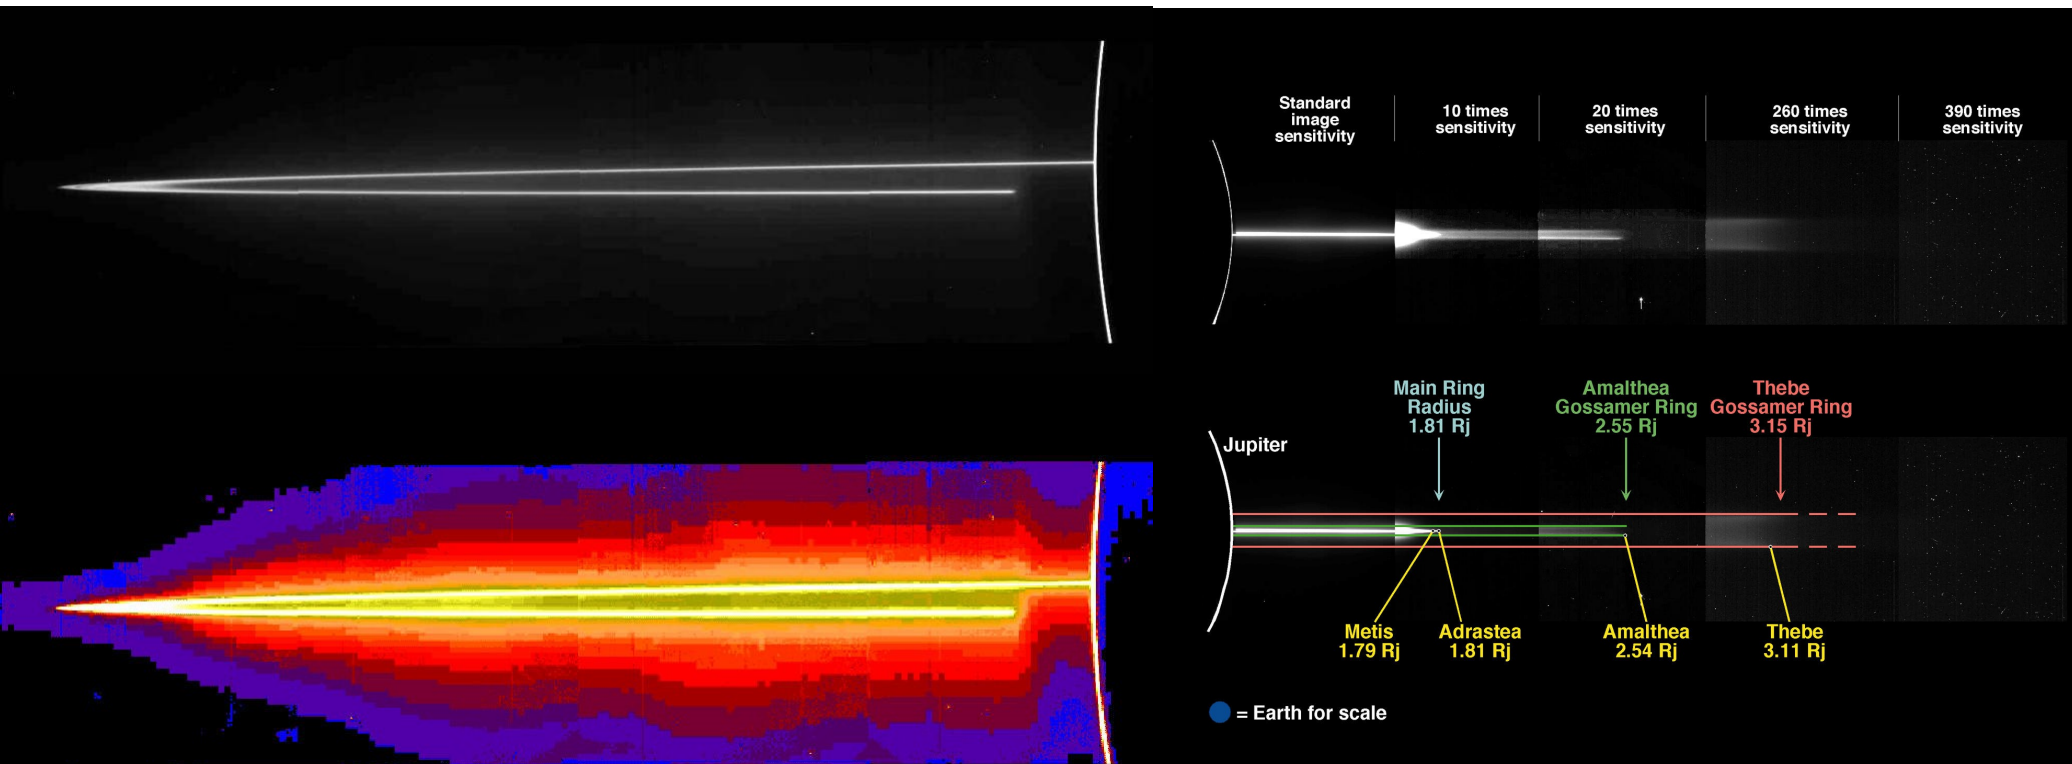 Standard
image
sensitivity
10 times
sensitivity
20 times
sensitivity
260 times
sensitivity
390 times
sensitivity
Main Ring
Radius
1.81 Rj
Amalthea
Gossamer Ring
2.55 Rj
Thebe
Gossamer Ring
3.15 Rj
Jupiter
Metis
1.79 Rj
Adrastea
1.81 Rj
Amalthea
2.54 Rj
Thebe
3.11 Rj
= Earth for scale